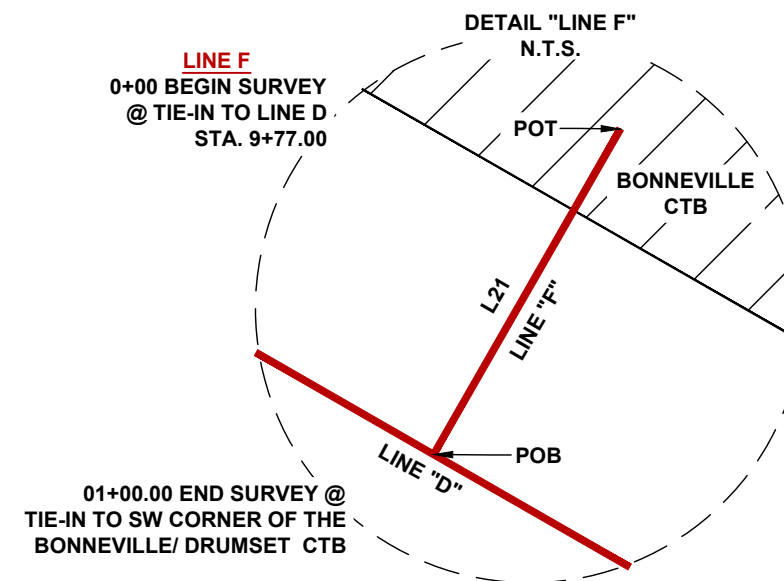 DETAIL "LINE F"
N.T.S.
LINE F
0+00 BEGIN SURVEY
@ TIE-IN TO LINE D
STA. 9+77.00
POT
BONNEVILLE
CTB
L21
LINE "F"
LINE "D"
POB
01+00.00 END SURVEY @
TIE-IN TO SW CORNER OF THE
BONNEVILLE/ DRUMSET CTB